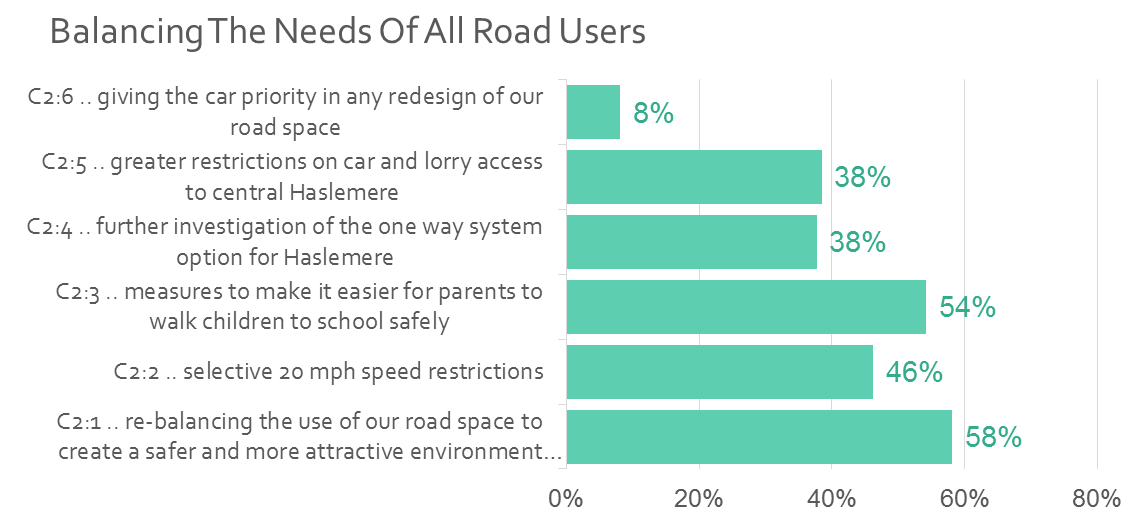 Balancing The Needs Of All Road Users
C2:6 .. giving the car priority in any redesign of our
road space
8%
C2:5 .. greater restrictions on car and lorry access
to central Haslemere
38%
C2:4 .. further investigation of the one way system
option for Haslemere
38%
C2:3 .. measures to make it easier for parents to
walk children to school safely
54%
C2:2 .. selective 20 mph speed restrictions
46%
C2:1 .. re-balancing the use of our road space to
create a safer and more attractive environment...
58%
0% 20% 40% 60% 80%